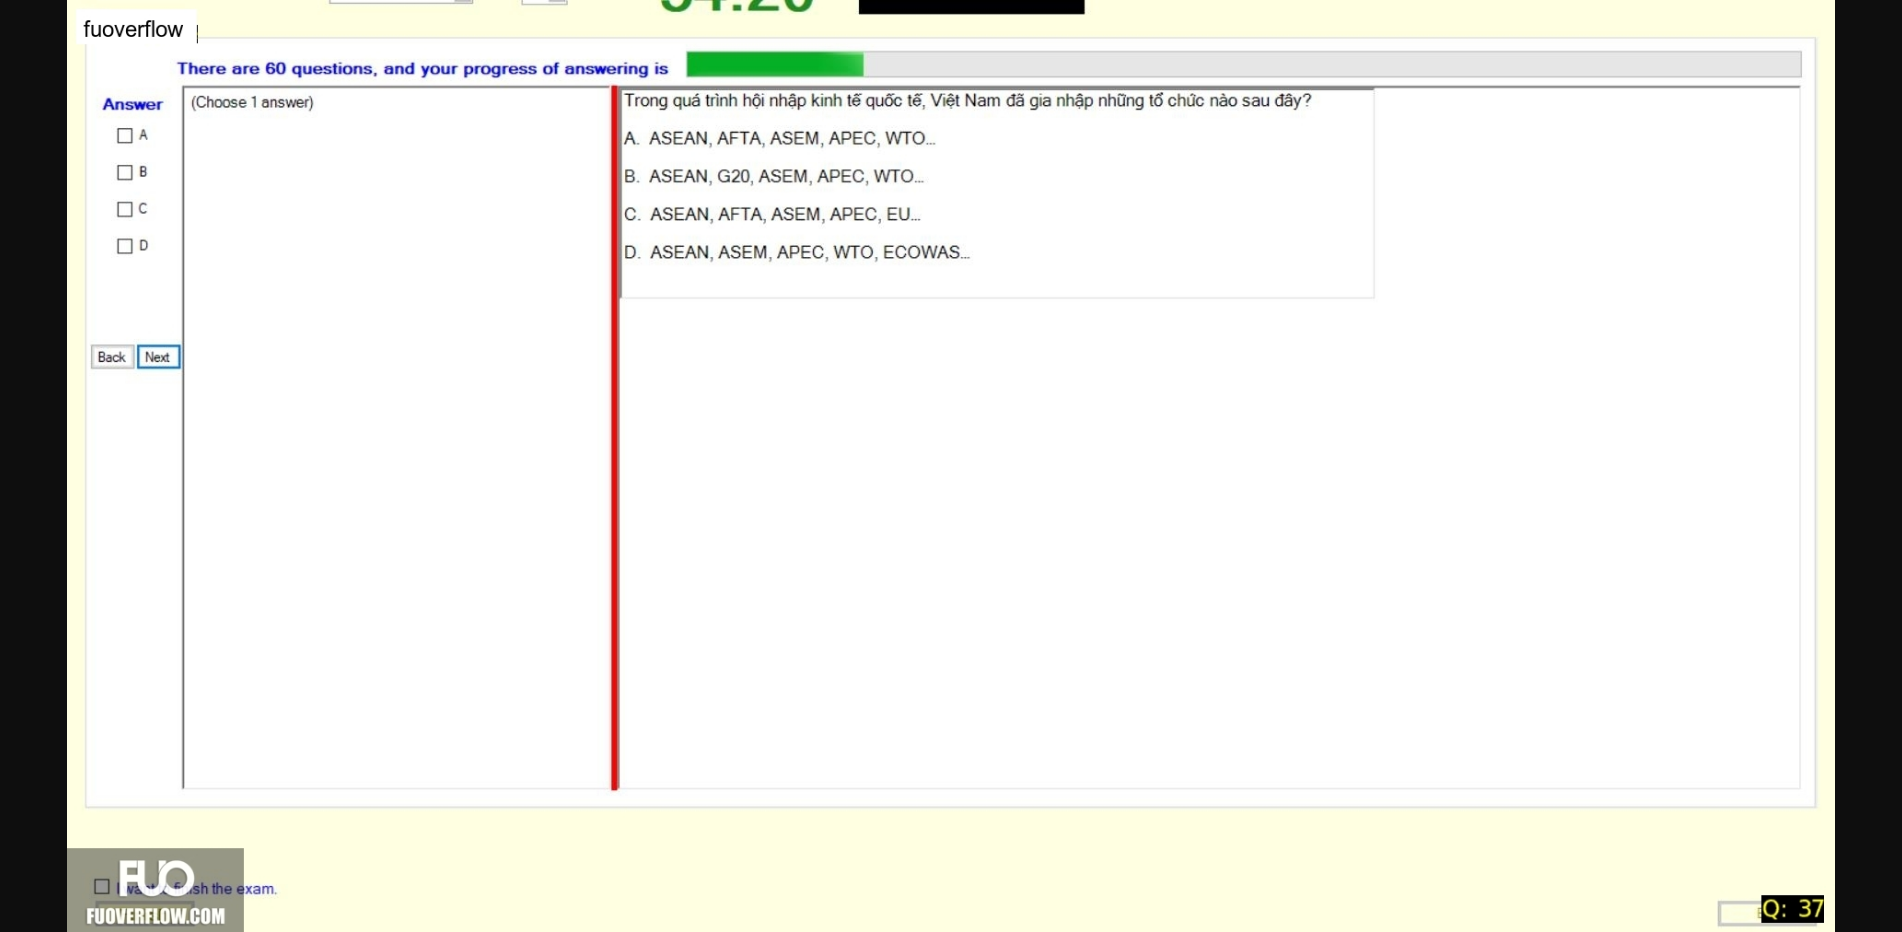 fuoverflow
There are 60 questions, and your progress of answering is
Answer
(Choose 1 answer)
A
B
C
D
Back Next
Trong quá trình hội nhập kinh tế quốc tế, Việt Nam đã gia nhập những tổ chức nào sau đây?
A. ASEAN, AFTA, ASEM, APEC, WTO...
B. ASEAN, G20, ASEM, APEC, WTO...
C. ASEAN, AFTA, ASEM, APEC, EU...
D. ASEAN, ASEM, APEC, WTO, ECOWAS...
the exam.
FUO
FUOVERFLOW.COM
Q: 37